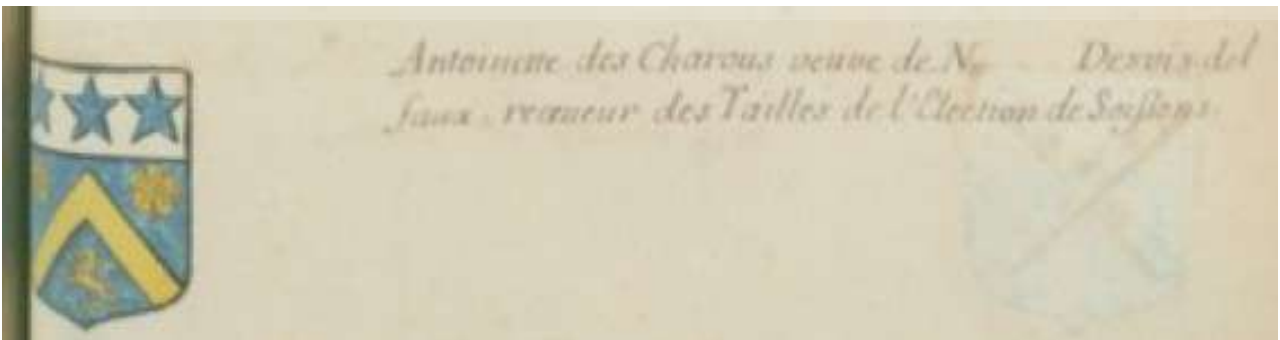 Antoinette des Charous veuve de N. Desvis del
faux, receveur des Tailles de l'Election de Soissons.